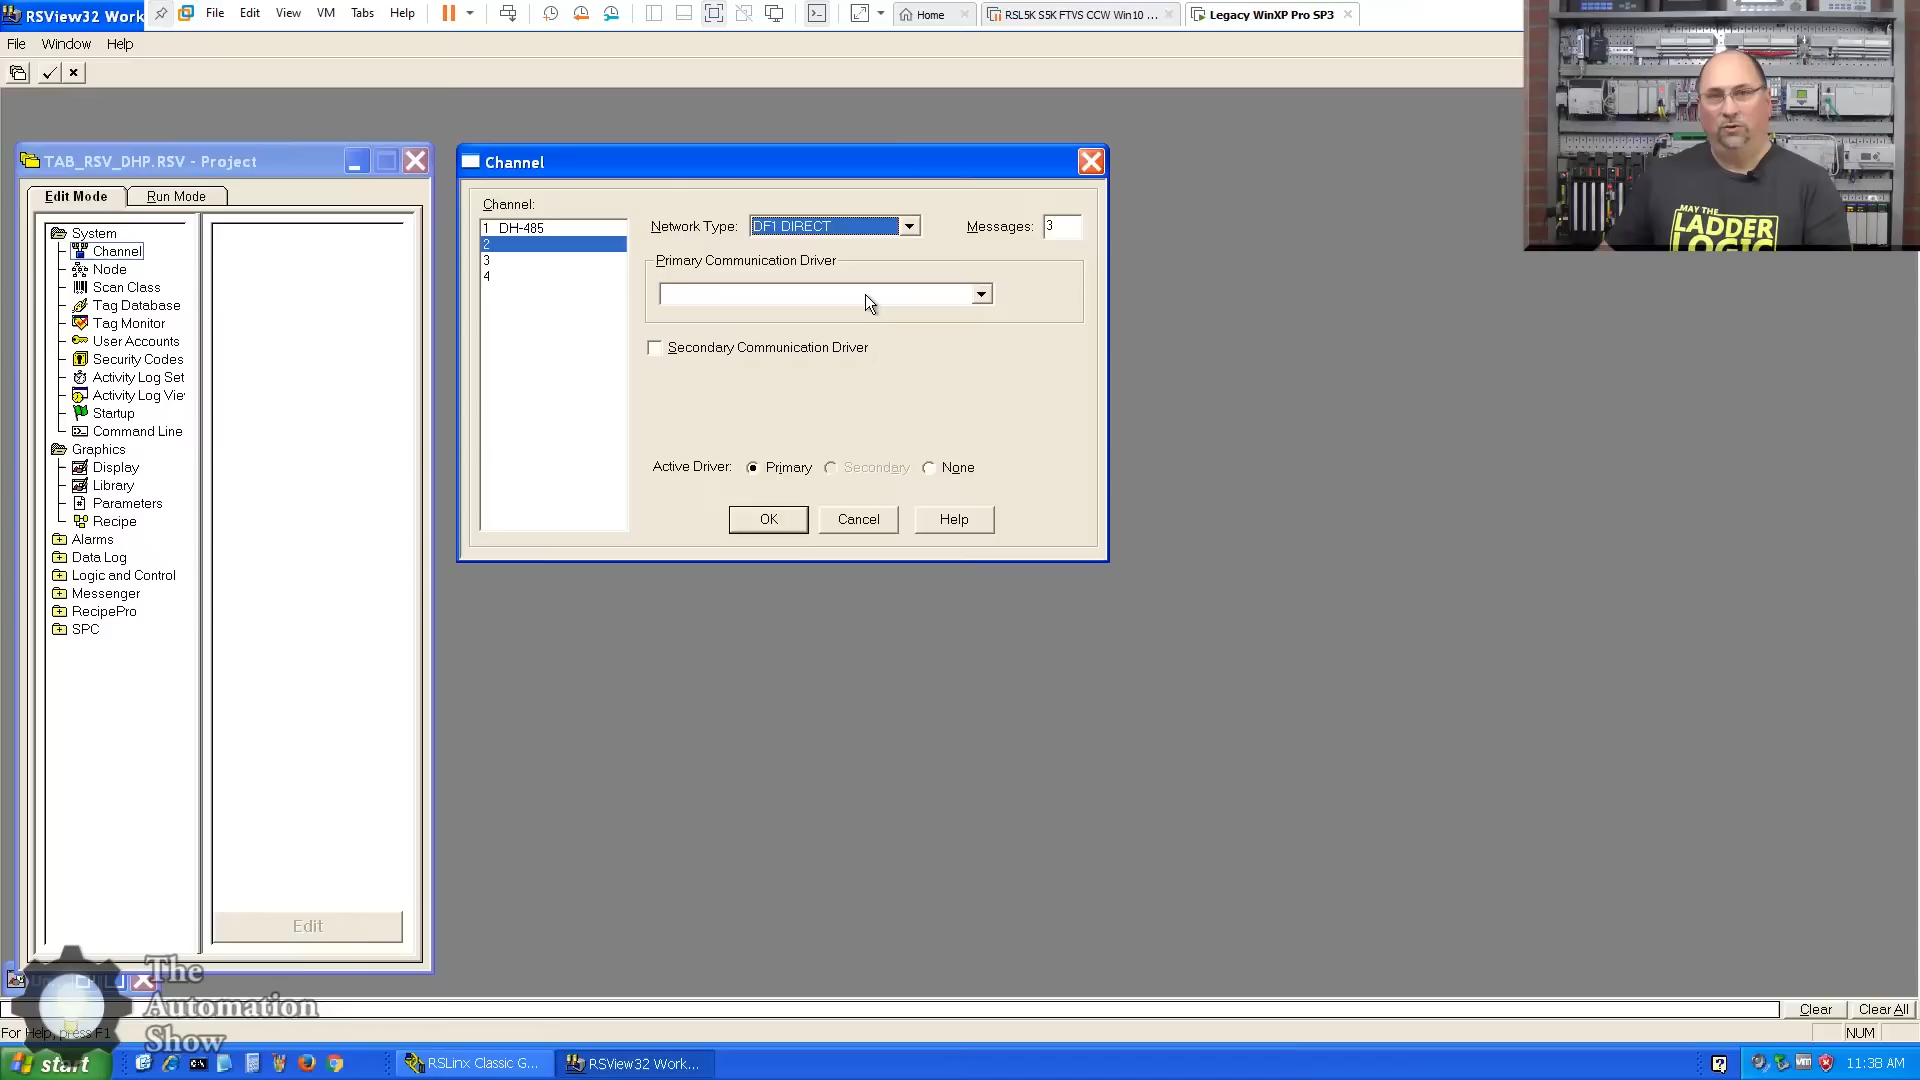 RSView32 Work
File Edit View VM Tabs Help
Home
RSL5K S5K FTVS CCW Win10 ...
Legacy WinXP Pro SP3
File Window Help
TAB_RSV_DHP.RSV - Project
Edit Mode
Run Mode
System
Channel
Node
Scan Class
Tag Database
Tag Monitor
User Accounts
Security Codes
Activity Log Set
Activity Log Vie
Startup
Command Line
Graphics
Display
Library
Parameters
Recipe
Alarms
Data Log
Logic and Control
Messenger
RecipePro
SPC
Edit
Channel
Channel:
1 DH-485
2
3
4
Network Type:
DF1 DIRECT
Messages:
3
Primary Communication Driver
Secondary Communication Driver
Active Driver:
Primary
Secondary
None
OK
Cancel
Help
MAY THE
LADDER
LOGIC
The
Automation
Show
Clear
Clear All
For Help, press F1
NUM
start
RSLinx Classic G...
RSView32 Work...
11:38 AM